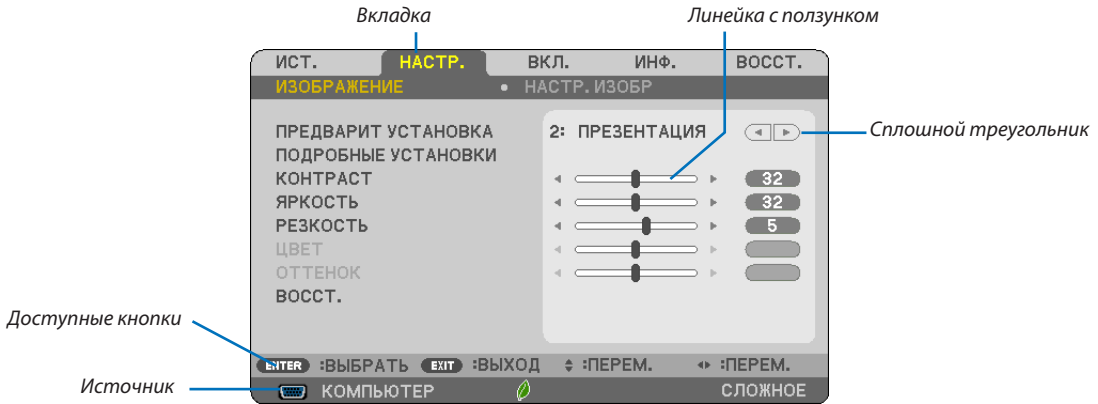 Вкладка Линейка с ползунком
ИСТ. НАСТР. ВКЛ. ИНФ. ВОССТ.
ИЗОБРАЖЕНИЕ • НАСТР. ИЗОБР
ПРЕДВАРИТ УСТАНОВКА 2: ПРЕЗЕНТАЦИЯ Сплошной треугольник
ПОДРОБНЫЕ УСТАНОВКИ
КОНТРАСТ 32
ЯРКОСТЬ 32
РЕЗКОСТЬ 5
ЦВЕТ
ОТТЕНОК
ВОССТ.
Доступные кнопки
ENTER :ВЫБРАТЬ EXIT :ВЫХОД :ПЕРЕМ. :ПЕРЕМ.
Источник КОМПЬЮТЕР СЛОЖНОЕ